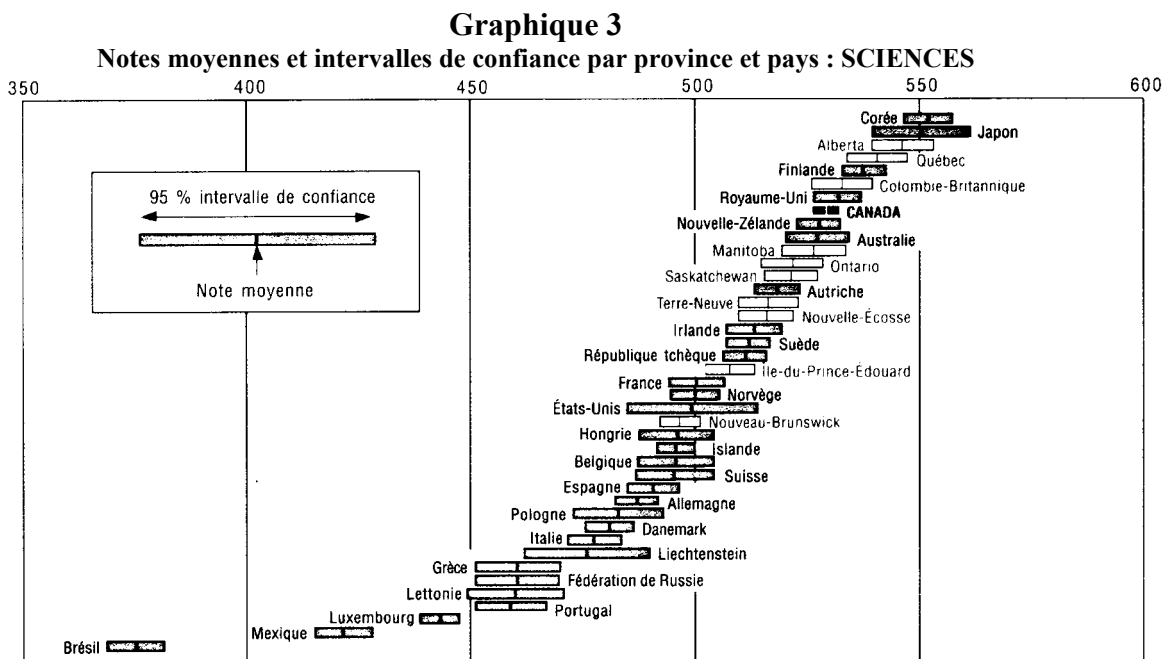 Graphique 3
Notes moyennes et intervalles de confiance par province et pays : SCIENCES
350 400 450 500 550 600
Corée
Japon
Alberta
Québec
Finlande
Colombie-Britannique
Royaume-Uni
CANADA
Nouvelle-Zélande
Australie
Manitoba
Ontario
Saskatchewan
Autriche
Terre-Neuve
Nouvelle-Écosse
Irlande
Suède
République tchèque
Île-du-Prince-Édouard
France
Norvège
États-Unis
Nouveau-Brunswick
Hongrie
Islande
Belgique
Suisse
Espagne
Allemagne
Pologne
Danemark
Italie
Liechtenstein
Grèce
Fédération de Russie
Lettonie
Portugal
Luxembourg
Mexique
Brésil
95 % intervalle de confiance
Note moyenne